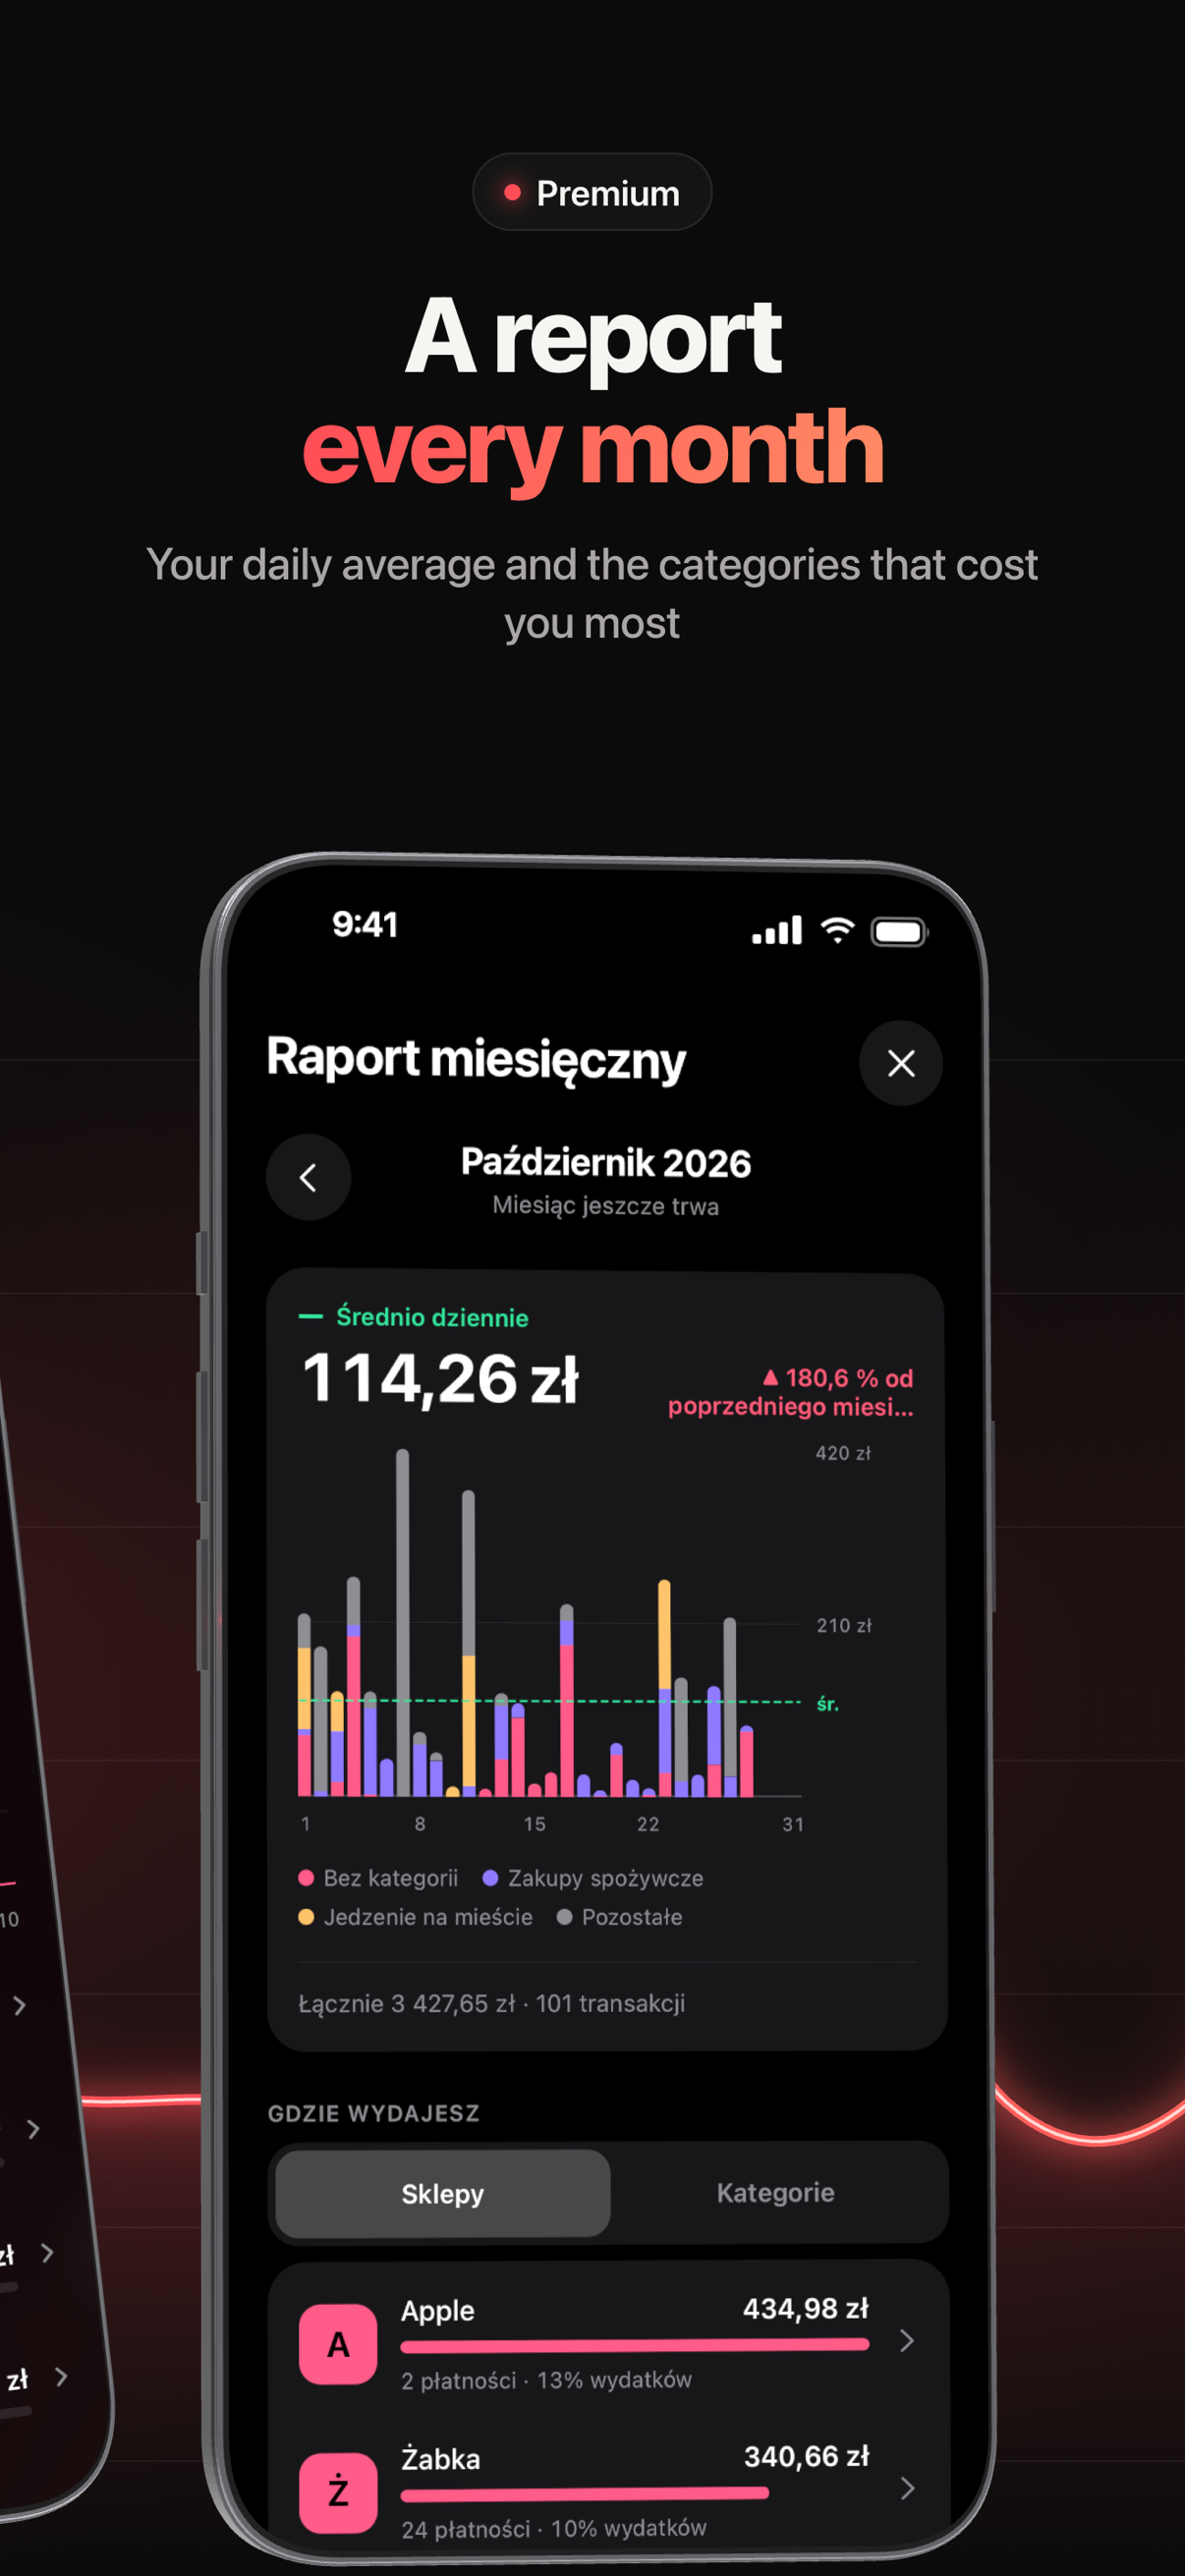 Premium
A report
every month
Your daily average and the categories that cost
you most
9:41
Raport miesięczny
Październik 2026
Miesiąc jeszcze trwa
Średnio dziennie
114,26 zł
▲ 180,6 % od
poprzedniego miesi...
420 zł
210 zł
śr.
1 8 15 22 31
Bez kategorii Zakupy spożywcze
Jedzenie na mieście Pozostałe
Łącznie 3 427,65 zł · 101 transakcji
GDZIE WYDAJESZ
Sklepy Kategorie
A Apple 434,98 zł
2 płatności · 13% wydatków
Ż Żabka 340,66 zł
24 płatności · 10% wydatków
10
zł
zł